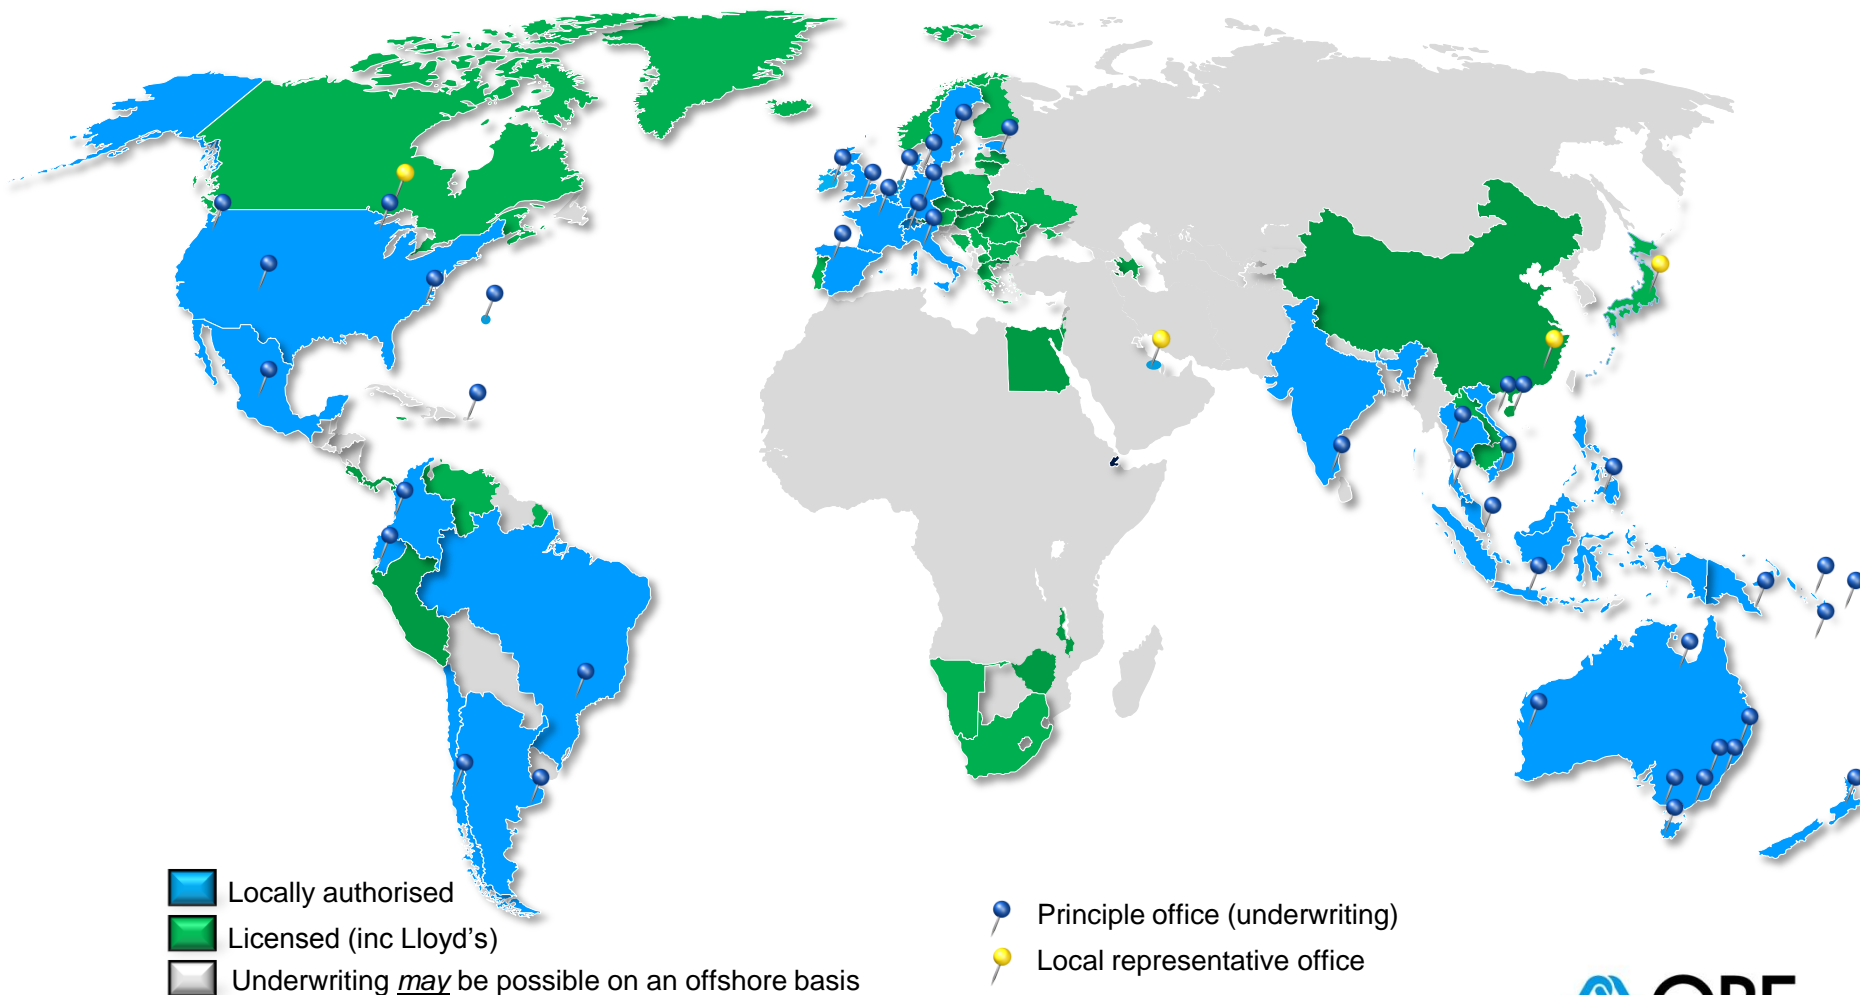 Locally authorised
Licensed (inc Lloyd's)
Underwriting may be possible on an offshore basis
Principle office (underwriting)
Local representative office
QBE